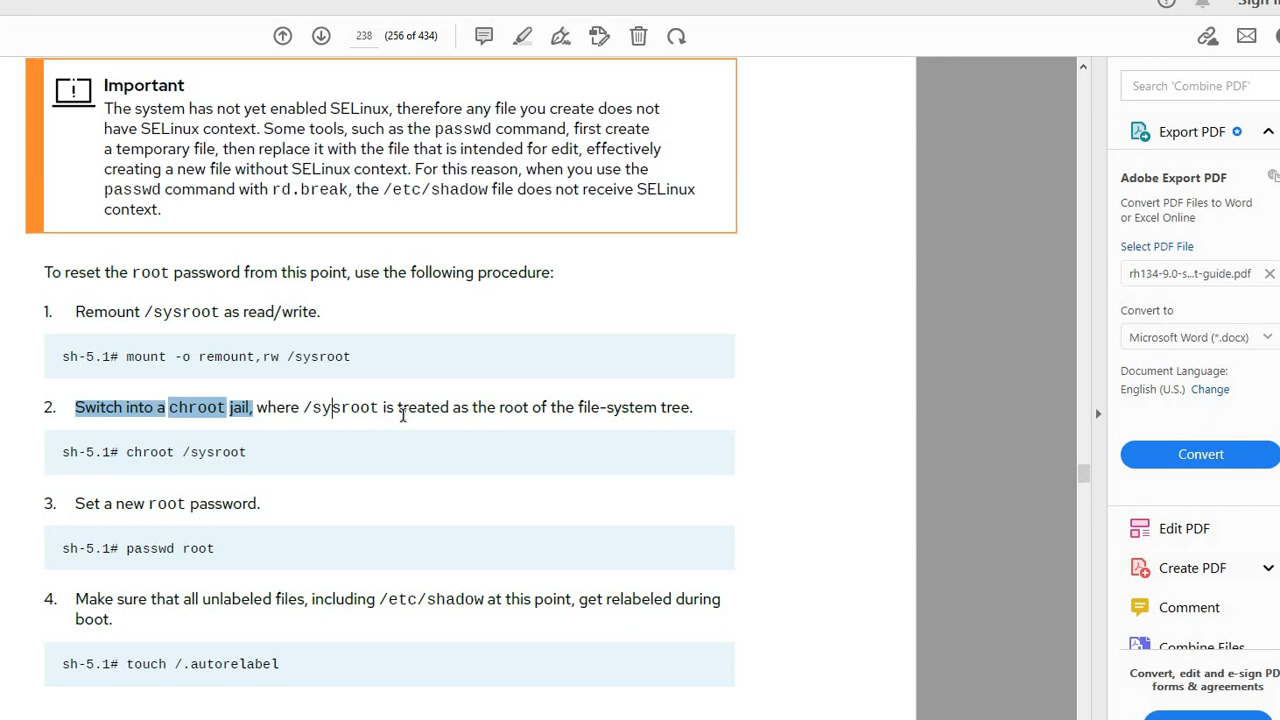 238 (256 of 434)
Important
The system has not yet enabled SELinux, therefore any file you create does not
have SELinux context. Some tools, such as the passwd command, first create
a temporary file, then replace it with the file that is intended for edit, effectively
creating a new file without SELinux context. For this reason, when you use the
passwd command with rd.break, the /etc/shadow file does not receive SELinux
context.
To reset the root password from this point, use the following procedure:
1. Remount /sysroot as read/write.
sh-5.1# mount -o remount,rw /sysroot
2. Switch into a chroot jail, where /sysroot is treated as the root of the file-system tree.
sh-5.1# chroot /sysroot
3. Set a new root password.
sh-5.1# passwd root
4. Make sure that all unlabeled files, including /etc/shadow at this point, get relabeled during
boot.
sh-5.1# touch /.autorelabel
Search 'Combine PDF'
Export PDF
Adobe Export PDF
Convert PDF Files to Word
or Excel Online
Select PDF File
rh134-9.0-s...t-guide.pdf
Convert to
Microsoft Word (*.docx)
Document Language:
English (U.S.) Change
Convert
Edit PDF
Create PDF
Comment
Combine Files
Convert, edit and e-sign PD
forms & agreements